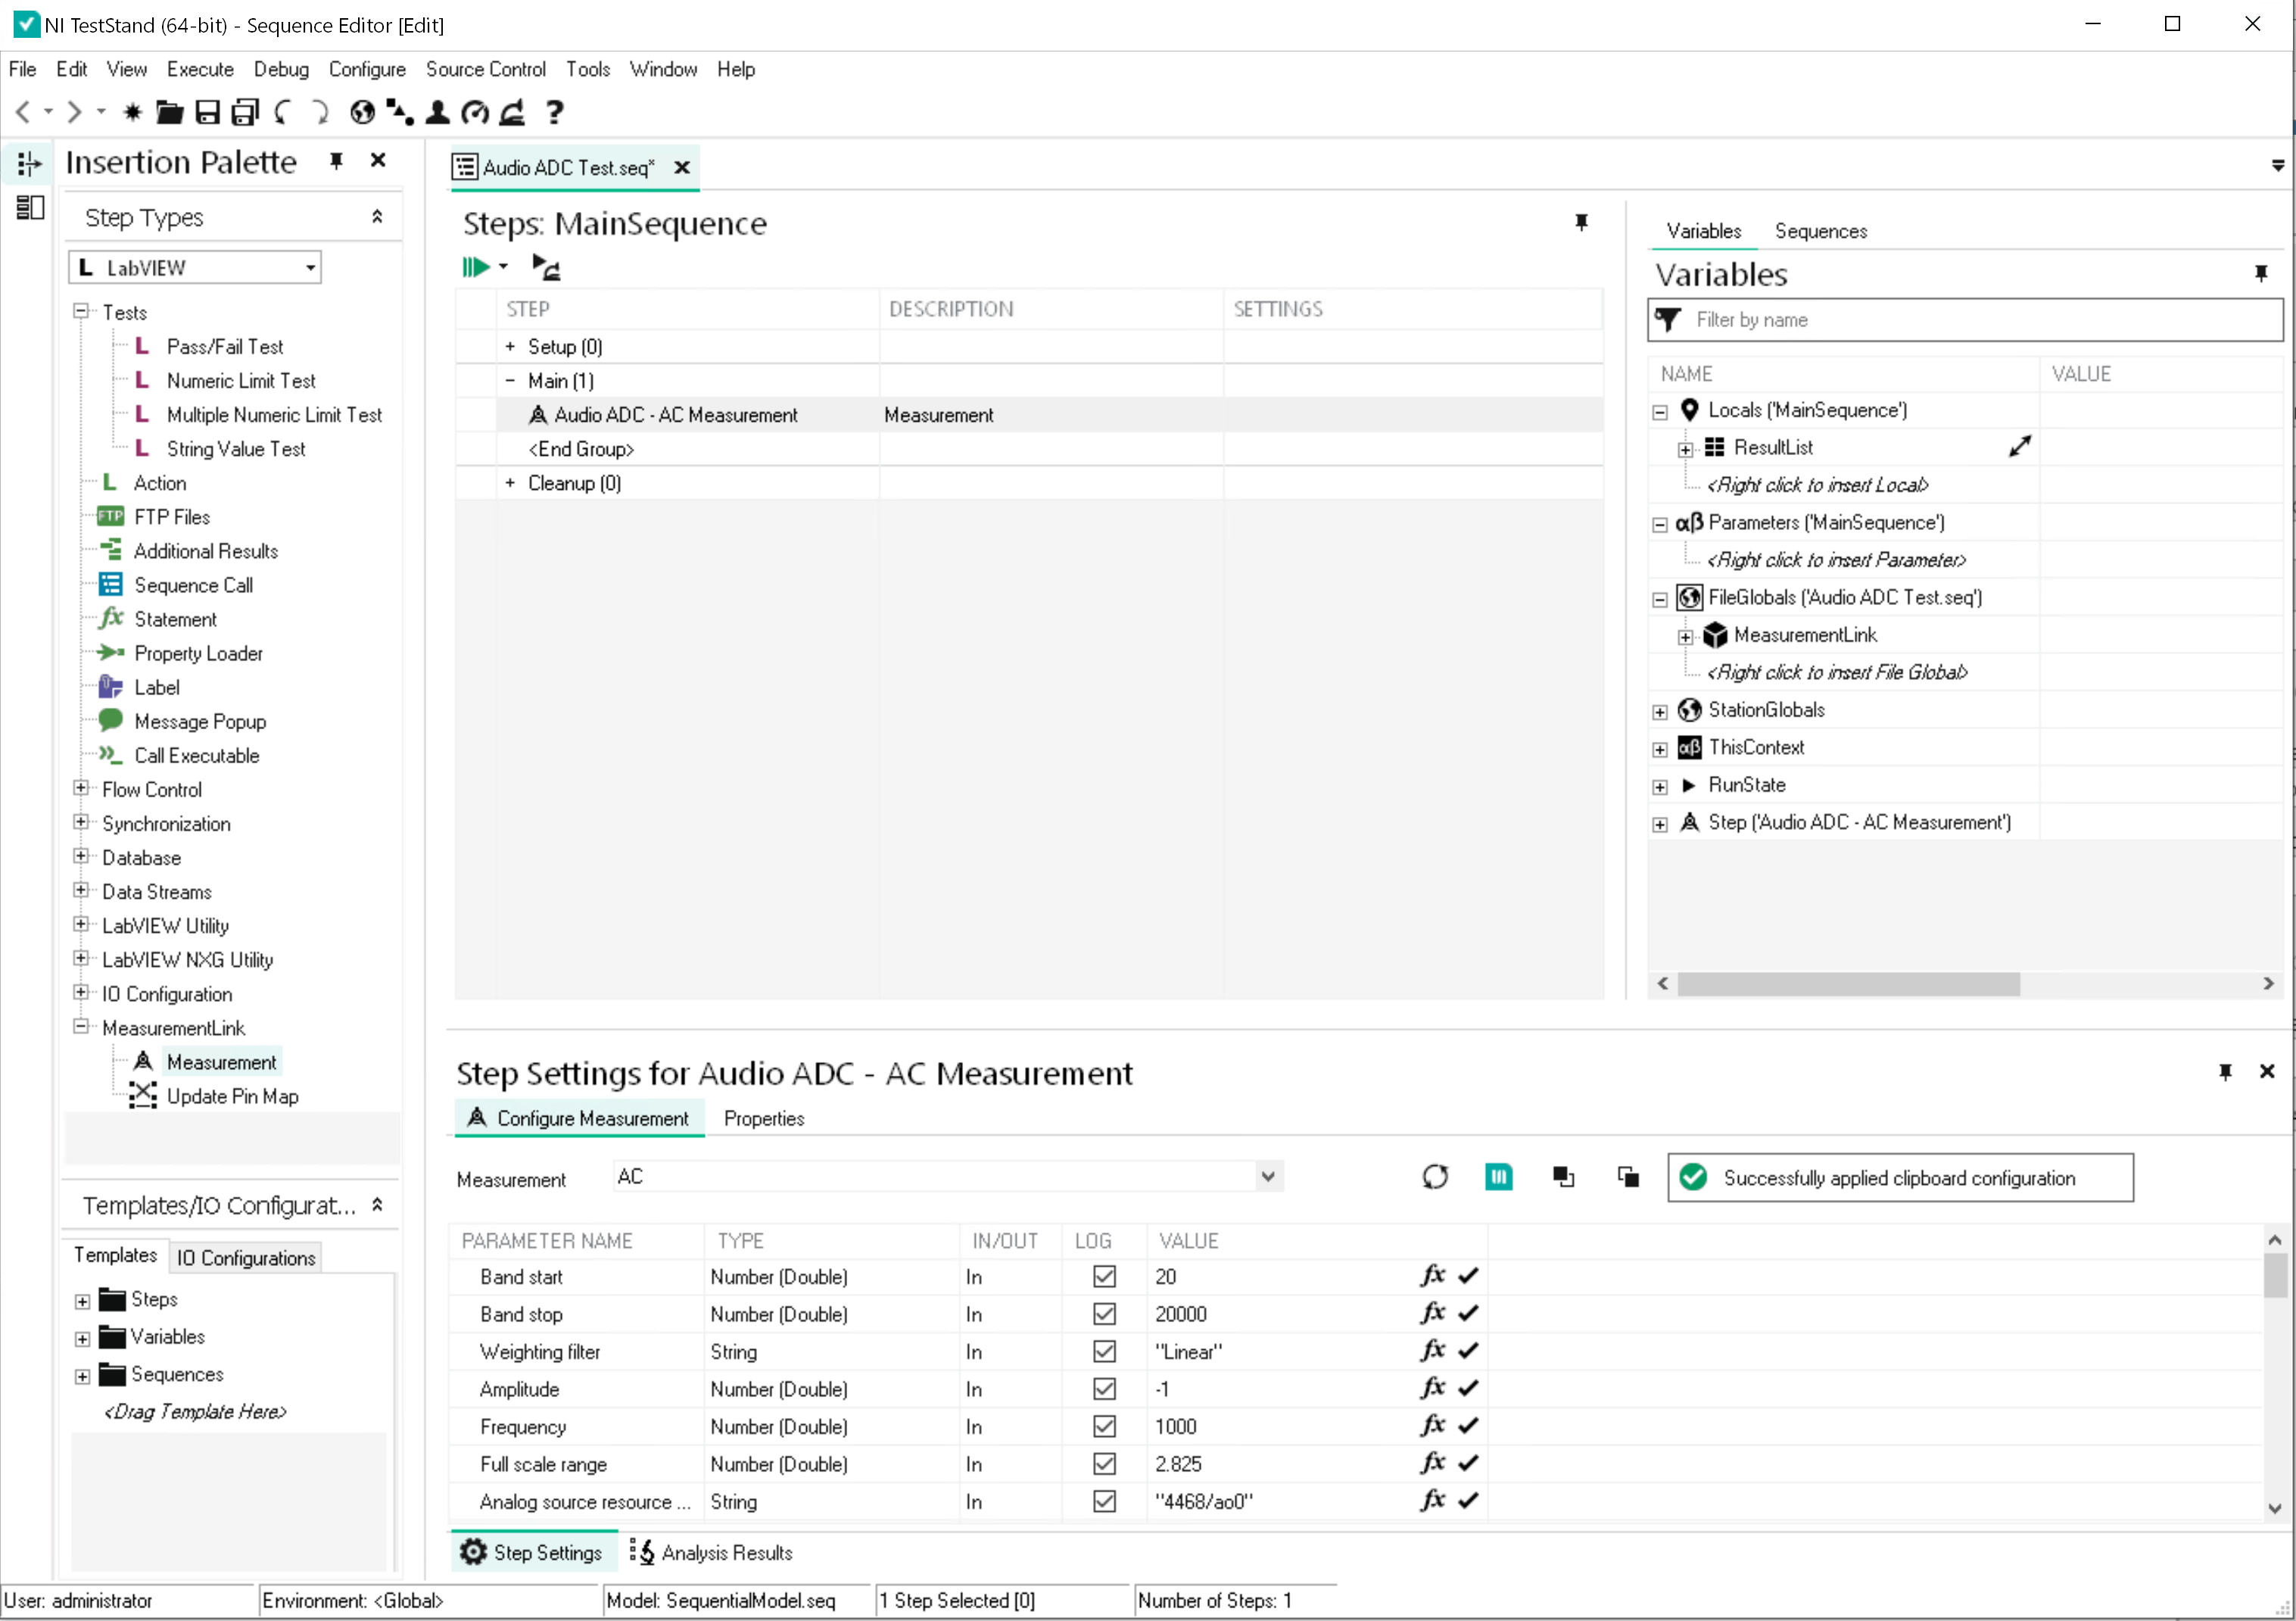 NI TestStand (64-bit) - Sequence Editor [Edit]
File Edit View Execute Debug Configure Source Control Tools Window Help
Insertion Palette
Step Types
L LabVIEW
Tests
L Pass/Fail Test
L Numeric Limit Test
L Multiple Numeric Limit Test
L String Value Test
L Action
FTP FTP Files
Additional Results
Sequence Call
fx Statement
Property Loader
Label
Message Popup
Call Executable
Flow Control
Synchronization
Database
Data Streams
LabVIEW Utility
LabVIEW NXG Utility
IO Configuration
MeasurementLink
Measurement
Update Pin Map
Templates/IO Configurat...
Templates IO Configurations
Steps
Variables
Sequences
<Drag Template Here>
Audio ADC Test.seq*
Steps: MainSequence
STEP DESCRIPTION SETTINGS
+ Setup (0)
- Main (1)
Audio ADC - AC Measurement Measurement
<End Group>
+ Cleanup (0)
Variables Sequences
Variables
Filter by name
NAME VALUE
Locals ('MainSequence')
ResultList
<Right click to insert Local>
αβ Parameters ('MainSequence')
<Right click to insert Parameter>
FileGlobals ('Audio ADC Test.seq')
MeasurementLink
<Right click to insert File Global>
StationGlobals
αβ ThisContext
RunState
Step ('Audio ADC - AC Measurement')
Step Settings for Audio ADC - AC Measurement
Configure Measurement Properties
Measurement AC Successfully applied clipboard configuration
PARAMETER NAME TYPE IN/OUT LOG VALUE
Band start Number (Double) In 20 fx
Band stop Number (Double) In 20000 fx
Weighting filter String In "Linear" fx
Amplitude Number (Double) In -1 fx
Frequency Number (Double) In 1000 fx
Full scale range Number (Double) In 2.825 fx
Analog source resource ... String In "4468/ao0" fx
Step Settings Analysis Results
User: administrator Environment: <Global> Model: SequentialModel.seq 1 Step Selected [0] Number of Steps: 1